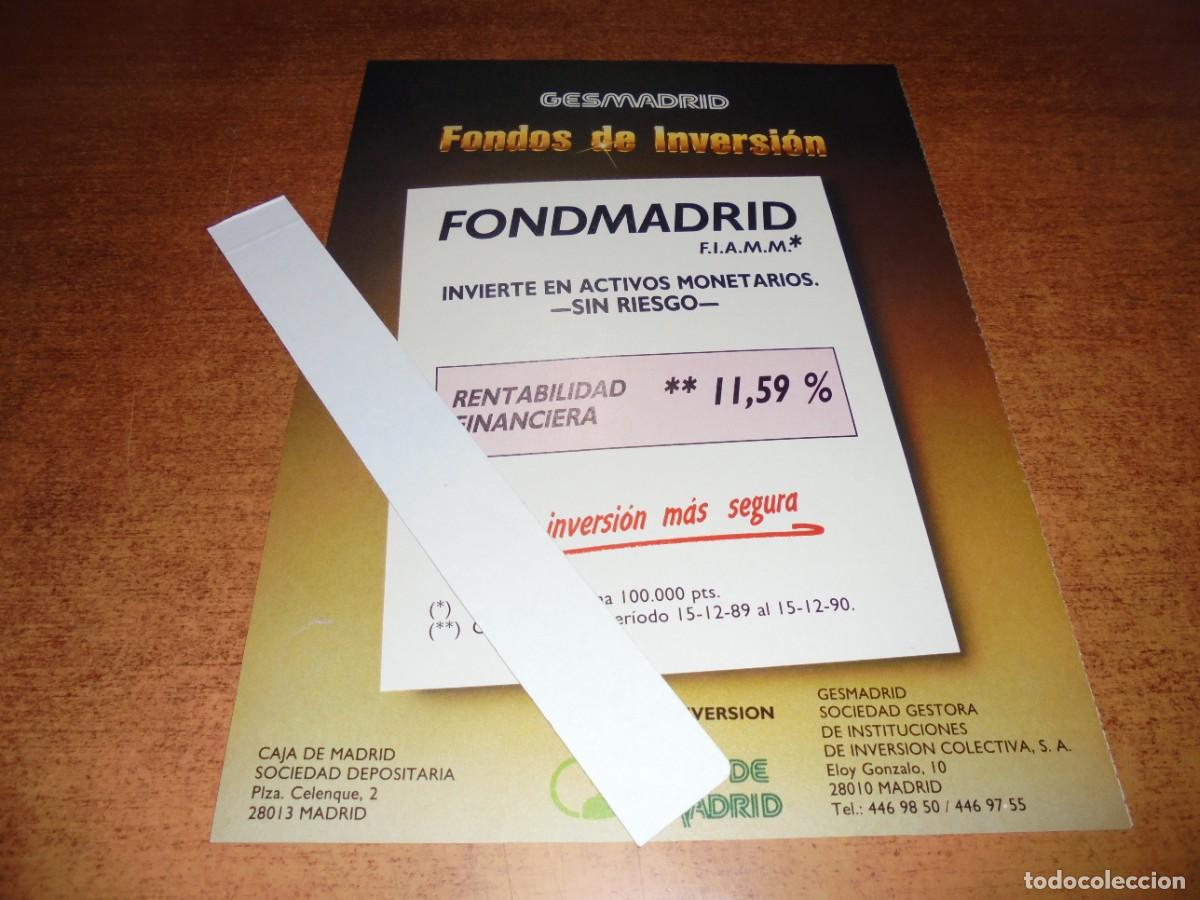 GESMADRID
Fondos de Inversión
FONDMADRID
F.I.A.M.M.*
INVIERTE EN ACTIVOS MONETARIOS.
—SIN RIESGO—
RENTABILIDAD ** 11,59 %
FINANCIERA
inversión más segura
(*) 100.000 pts.
(**) 15-12-89 al 15-12-90.
CAJA DE MADRID
SOCIEDAD DEPOSITARIA
Plza. Celenque, 2
28013 MADRID
DE
MADRID
GESMADRID
SOCIEDAD GESTORA
DE INSTITUCIONES
DE INVERSION COLECTIVA, S. A.
Eloy Gonzalo, 10
28010 MADRID
Tel.: 446 98 50 / 446 97 55
todocoleccion